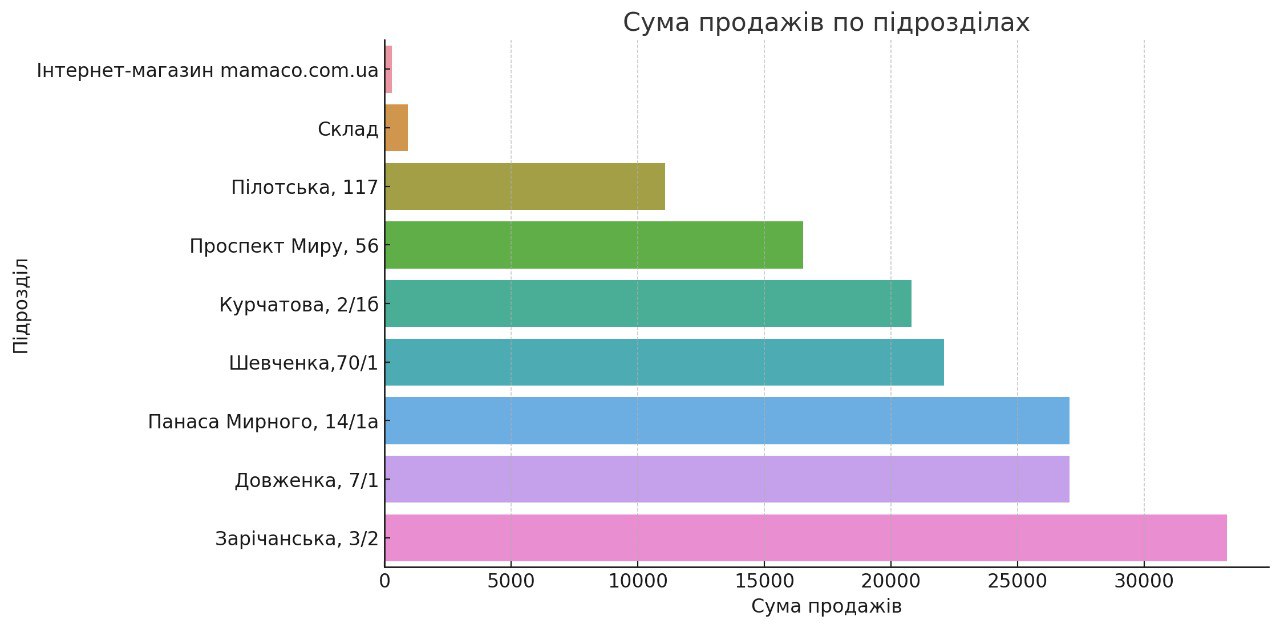 Сума продажів по підрозділах
Інтернет-магазин mamaco.com.ua
Склад
Пілотська, 117
Проспект Миру, 56
Курчатова, 2/1б
Шевченка,70/1
Панаса Мирного, 14/1а
Довженка, 7/1
Зарічанська, 3/2
Підрозділ
0 5000 10000 15000 20000 25000 30000
Сума продажів